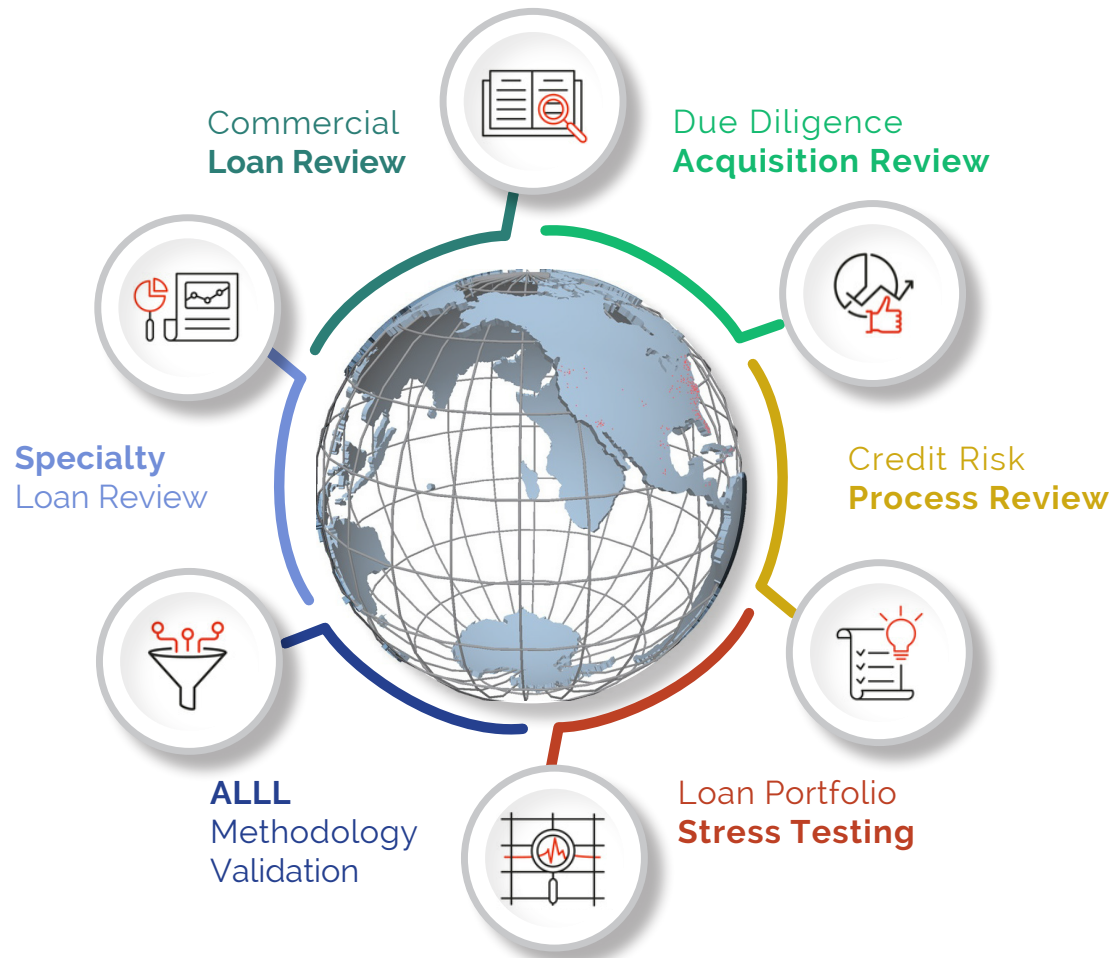 Commercial
Loan Review
Due Diligence
Acquisition Review
Specialty
Loan Review
Credit Risk
Process Review
ALLL
Methodology
Validation
Loan Portfolio
Stress Testing